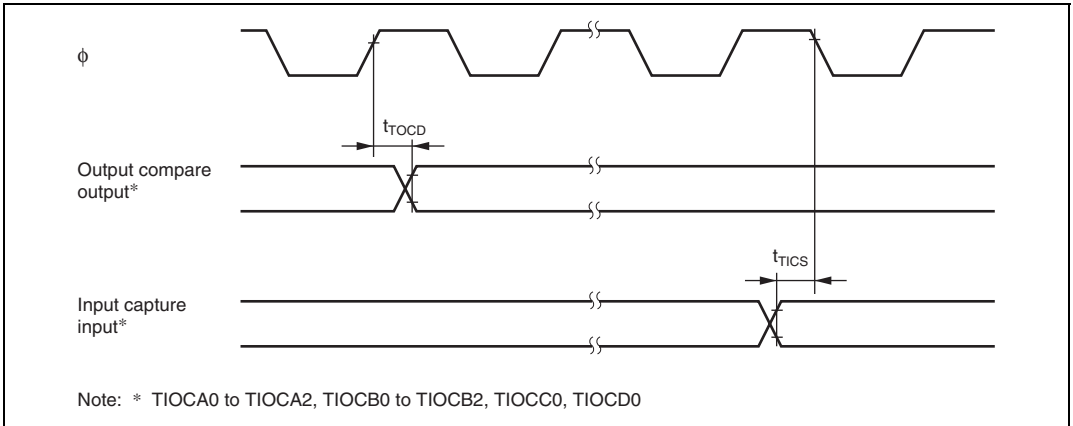 ϕ
tTOCD
Output compare
output*
tTICS
Input capture
input*
Note: * TIOCA0 to TIOCA2, TIOCB0 to TIOCB2, TIOCC0, TIOCD0